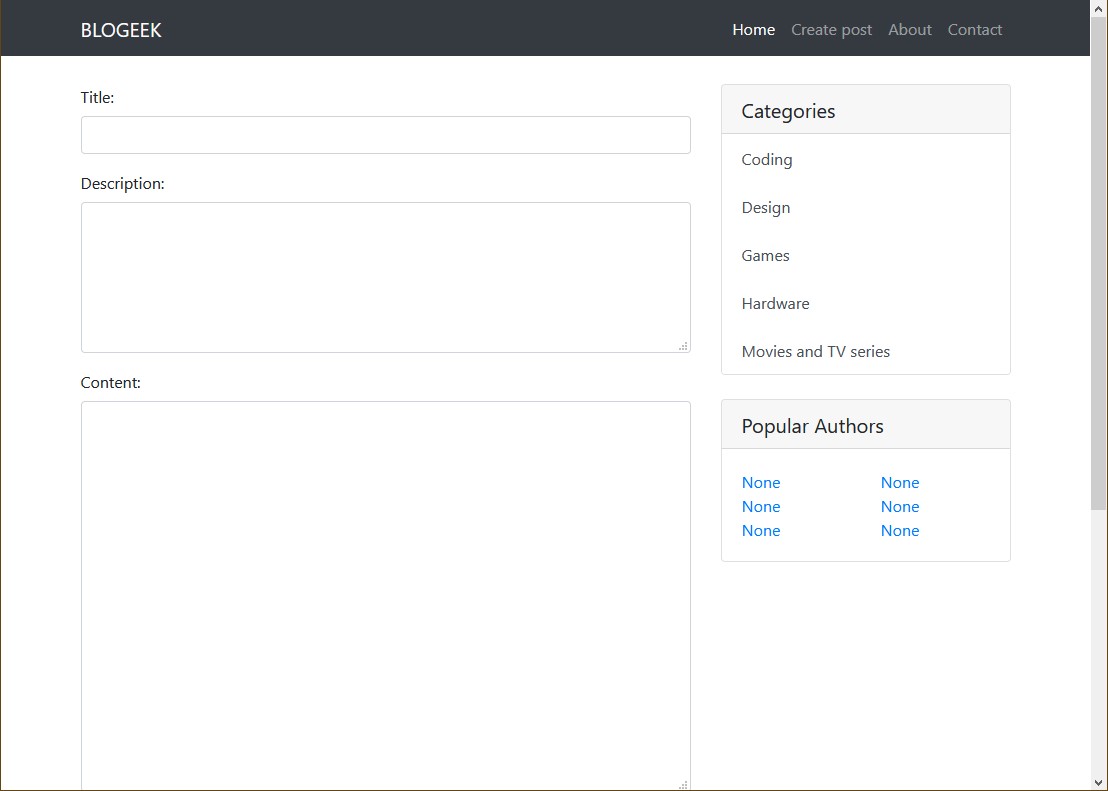 BLOGEEK
Home Create post About Contact
Title:
Description:
Content:
Categories
Coding
Design
Games
Hardware
Movies and TV series
Popular Authors
None None
None None
None None